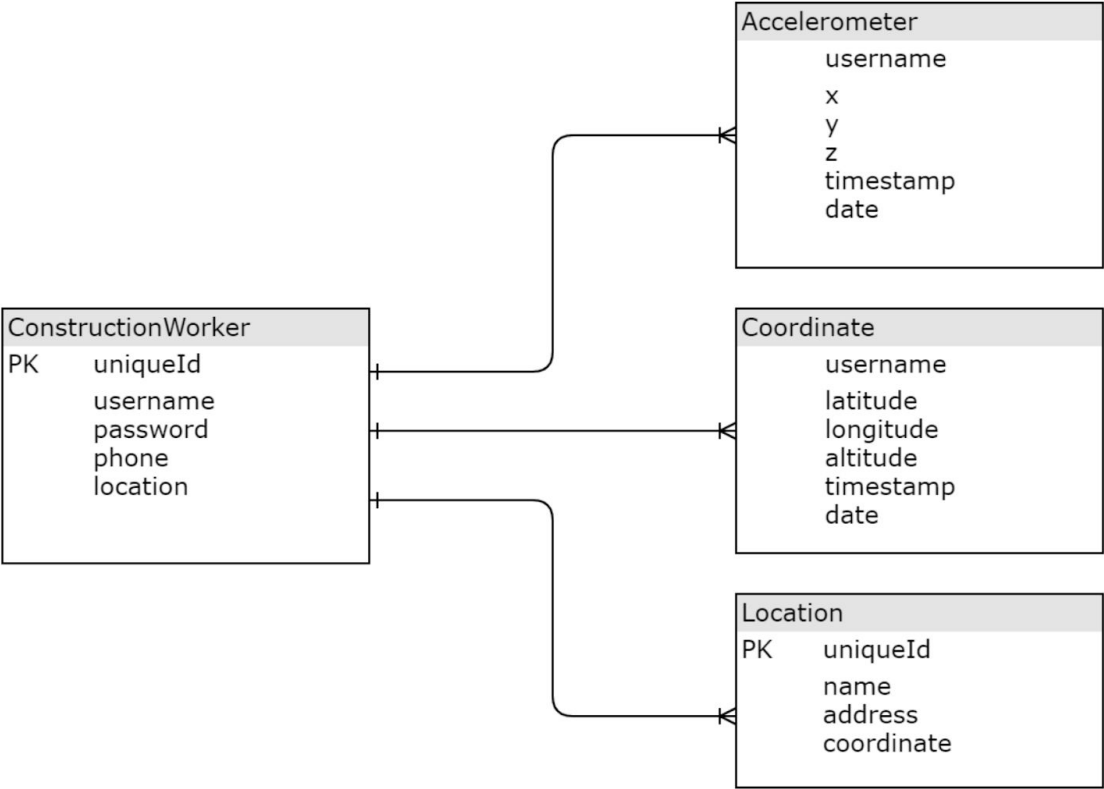 Accelerometer
username
x
y
z
timestamp
date
ConstructionWorker
PK uniqueId
username
password
phone
location
Coordinate
username
latitude
longitude
altitude
timestamp
date
Location
PK uniqueId
name
address
coordinate